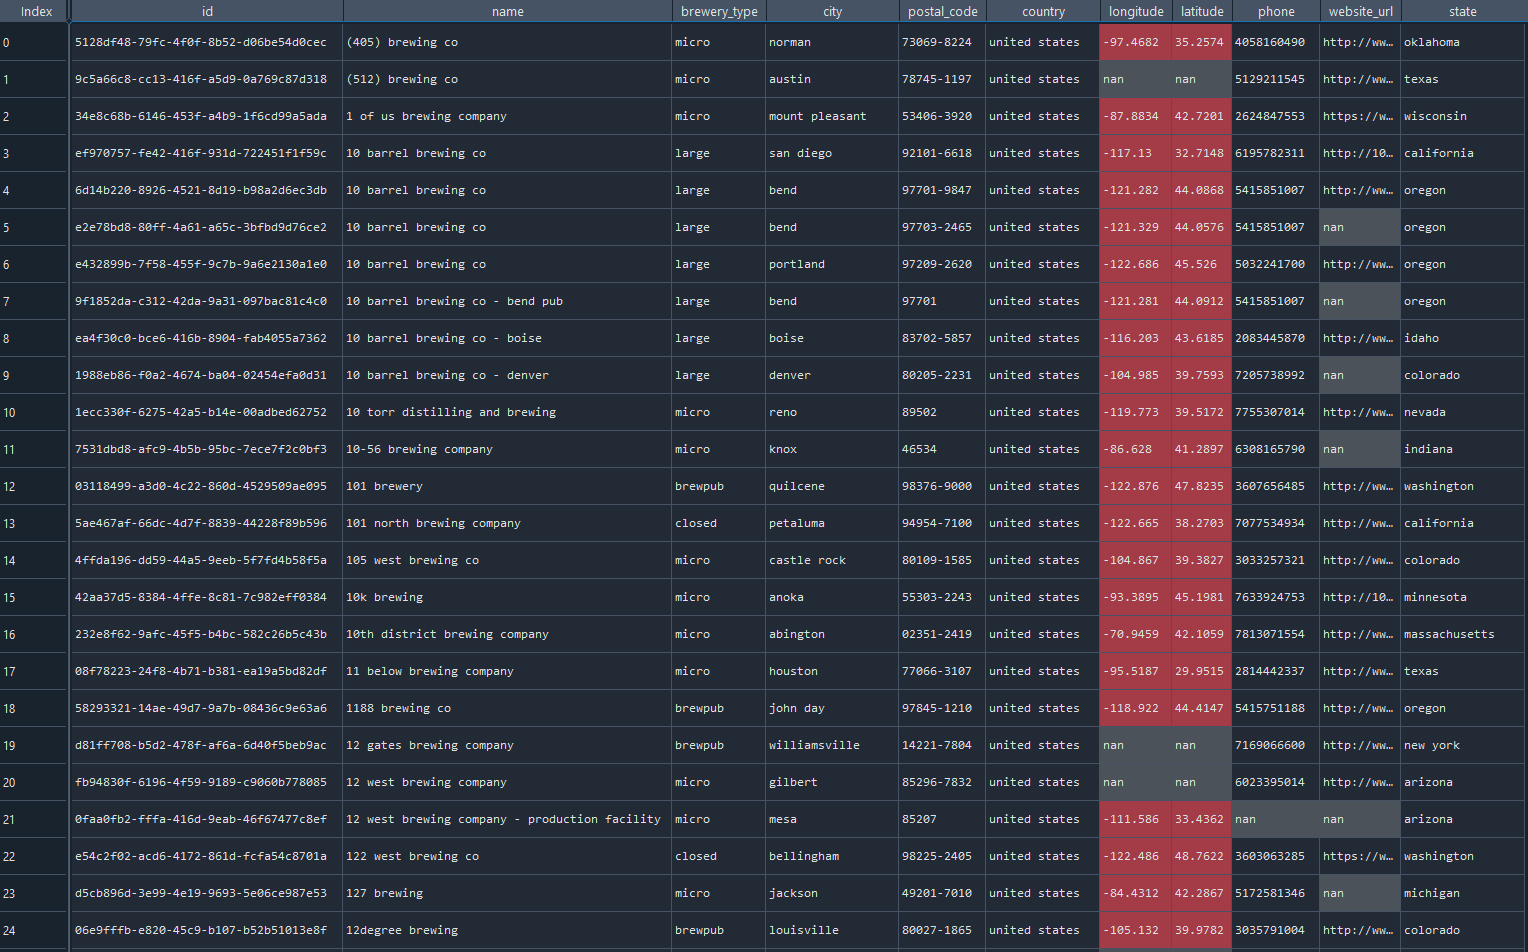 Index id name brewery_type city postal_code country longitude latitude phone website_url state
0 5128df48-79fc-4f0f-8b52-d06be54d0cec (405) brewing co micro norman 73069-8224 united states -97.4682 35.2574 4058160490 http://ww… oklahoma
1 9c5a66c8-cc13-416f-a5d9-0a769c87d318 (512) brewing co micro austin 78745-1197 united states nan nan 5129211545 http://ww… texas
2 34e8c68b-6146-453f-a4b9-1f6cd99a5ada 1 of us brewing company micro mount pleasant 53406-3920 united states -87.8834 42.7201 2624847553 https://w… wisconsin
3 ef970757-fe42-416f-931d-722451f1f59c 10 barrel brewing co large san diego 92101-6618 united states -117.13 32.7148 6195782311 http://10… california
4 6d14b220-8926-4521-8d19-b98a2d6ec3db 10 barrel brewing co large bend 97701-9847 united states -121.282 44.0868 5415851007 http://ww… oregon
5 e2e78bd8-80ff-4a61-a65c-3bfbd9d76ce2 10 barrel brewing co large bend 97703-2465 united states -121.329 44.0576 5415851007 nan oregon
6 e432899b-7f58-455f-9c7b-9a6e2130a1e0 10 barrel brewing co large portland 97209-2620 united states -122.686 45.526 5032241700 http://ww… oregon
7 9f1852da-c312-42da-9a31-097bac81c4c0 10 barrel brewing co - bend pub large bend 97701 united states -121.281 44.0912 5415851007 nan oregon
8 ea4f30c0-bce6-416b-8904-fab4055a7362 10 barrel brewing co - boise large boise 83702-5857 united states -116.203 43.6185 2083445870 http://ww… idaho
9 1988eb86-f0a2-4674-ba04-02454efa0d31 10 barrel brewing co - denver large denver 80205-2231 united states -104.985 39.7593 7205738992 nan colorado
10 1ecc330f-6275-42a5-b14e-00adbed62752 10 torr distilling and brewing micro reno 89502 united states -119.773 39.5172 7755307014 http://ww… nevada
11 7531dbd8-afc9-4b5b-95bc-7ece7f2c0bf3 10-56 brewing company micro knox 46534 united states -86.628 41.2897 6308165790 nan indiana
12 03118499-a3d0-4c22-860d-4529509ae095 101 brewery brewpub quilcene 98376-9000 united states -122.876 47.8235 3607656485 http://ww… washington
13 5ae467af-66dc-4d7f-8839-44228f89b596 101 north brewing company closed petaluma 94954-7100 united states -122.665 38.2703 7077534934 http://ww… california
14 4ffda196-dd59-44a5-9eeb-5f7fd4b58f5a 105 west brewing co micro castle rock 80109-1585 united states -104.867 39.3827 3033257321 http://ww… colorado
15 42aa37d5-8384-4ffe-8c81-7c982eff0384 10k brewing micro anoka 55303-2243 united states -93.3895 45.1981 7633924753 http://10… minnesota
16 232e8f62-9afc-45f5-b4bc-582c26b5c43b 10th district brewing company micro abington 02351-2419 united states -70.9459 42.1059 7813071554 http://ww… massachusetts
17 08f78223-24f8-4b71-b381-ea19a5bd82df 11 below brewing company micro houston 77066-3107 united states -95.5187 29.9515 2814442337 http://ww… texas
18 58293321-14ae-49d7-9a7b-08436c9e63a6 1188 brewing co brewpub john day 97845-1210 united states -118.922 44.4147 5415751188 http://ww… oregon
19 d81ff708-b5d2-478f-af6a-6d40f5beb9ac 12 gates brewing company brewpub williamsville 14221-7804 united states nan nan 7169066600 http://ww… new york
20 fb94830f-6196-4f59-9189-c9060b778085 12 west brewing company micro gilbert 85296-7832 united states nan nan 6023395014 http://ww… arizona
21 0faa0fb2-fffa-416d-9eab-46f67477c8ef 12 west brewing company - production facility micro mesa 85207 united states -111.586 33.4362 nan nan arizona
22 e54c2f02-acd6-4172-861d-fcfa54c8701a 122 west brewing co closed bellingham 98225-2405 united states -122.486 48.7622 3603063285 https://w… washington
23 d5cb896d-3e99-4e19-9693-5e06ce987e53 127 brewing micro jackson 49201-7010 united states -84.4312 42.2867 5172581346 nan michigan
24 06e9fffb-e820-45c9-b107-b52b51013e8f 12degree brewing brewpub louisville 80027-1865 united states -105.132 39.9782 3035791004 http://ww… colorado